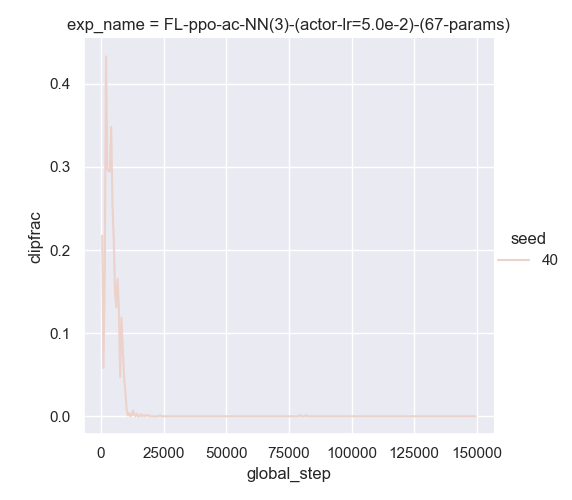 exp_name = FL-ppo-ac-NN(3)-(actor-lr=5.0e-2)-(67-params)
0.4
0.3
0.2
0.1
0.0
clipfrac
0 25000 50000 75000 100000 125000 150000
global_step
seed
40